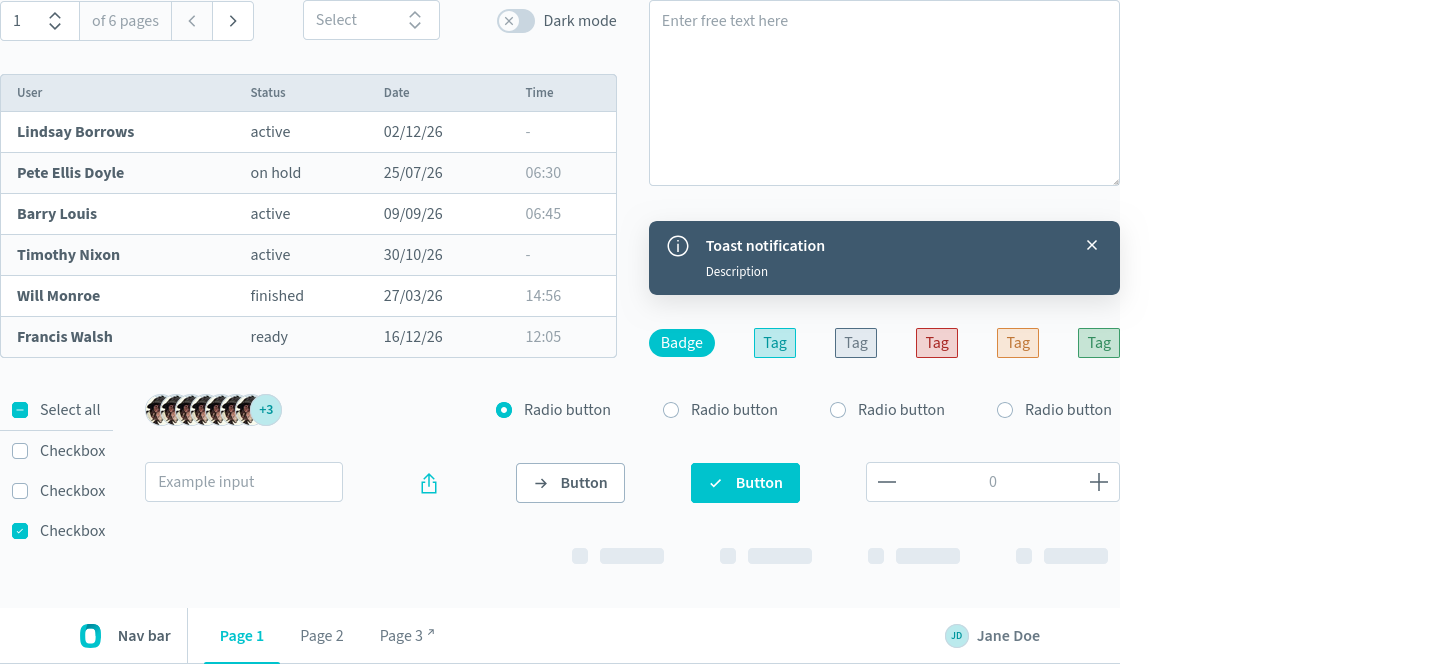 1 of 6 pages
Select
Dark mode
Enter free text here
User Status Date Time
Lindsay Borrows active 02/12/26 -
Pete Ellis Doyle on hold 25/07/26 06:30
Barry Louis active 09/09/26 06:45
Timothy Nixon active 30/10/26 -
Will Monroe finished 27/03/26 14:56
Francis Walsh ready 16/12/26 12:05
Toast notification
Description
Badge Tag Tag Tag Tag Tag
Select all
Checkbox
Checkbox
Checkbox
+3
Radio button Radio button Radio button Radio button
Example input
Button
Button
0
Nav bar Page 1 Page 2 Page 3 ↗
JD Jane Doe